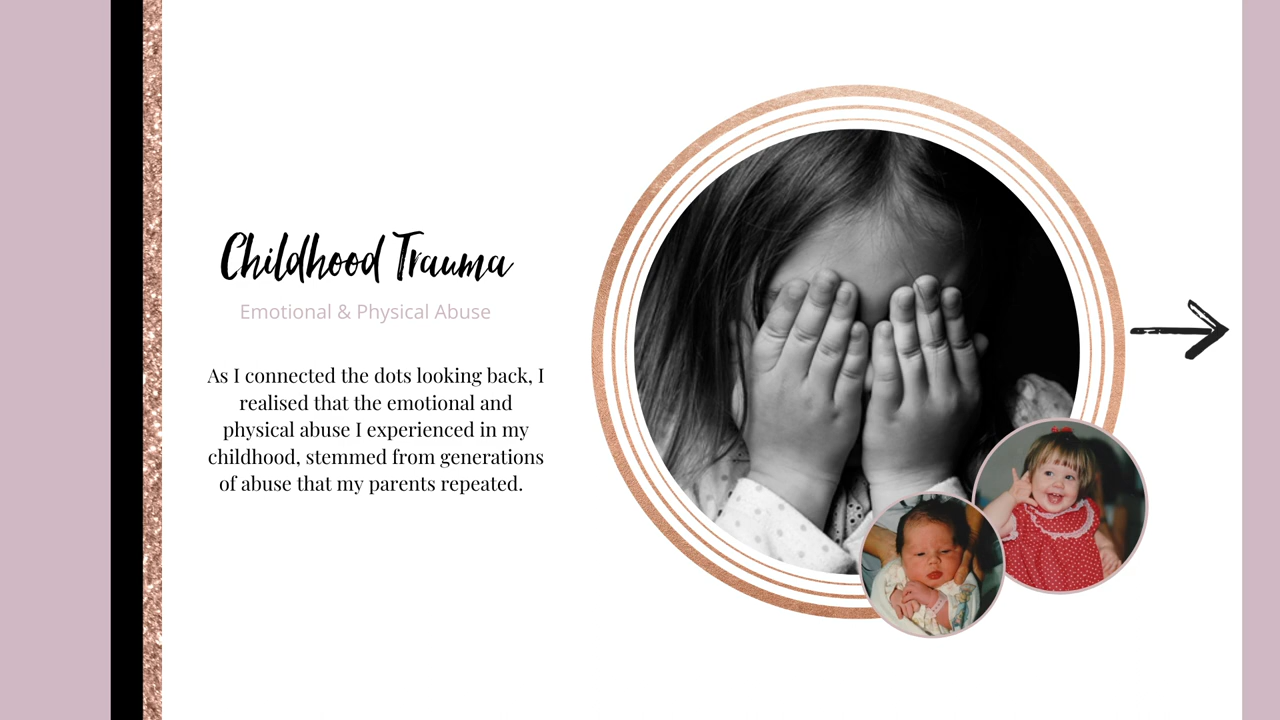 Childhood Trauma
Emotional & Physical Abuse
As I connected the dots looking back, I
realised that the emotional and
physical abuse I experienced in my
childhood, stemmed from generations
of abuse that my parents repeated.